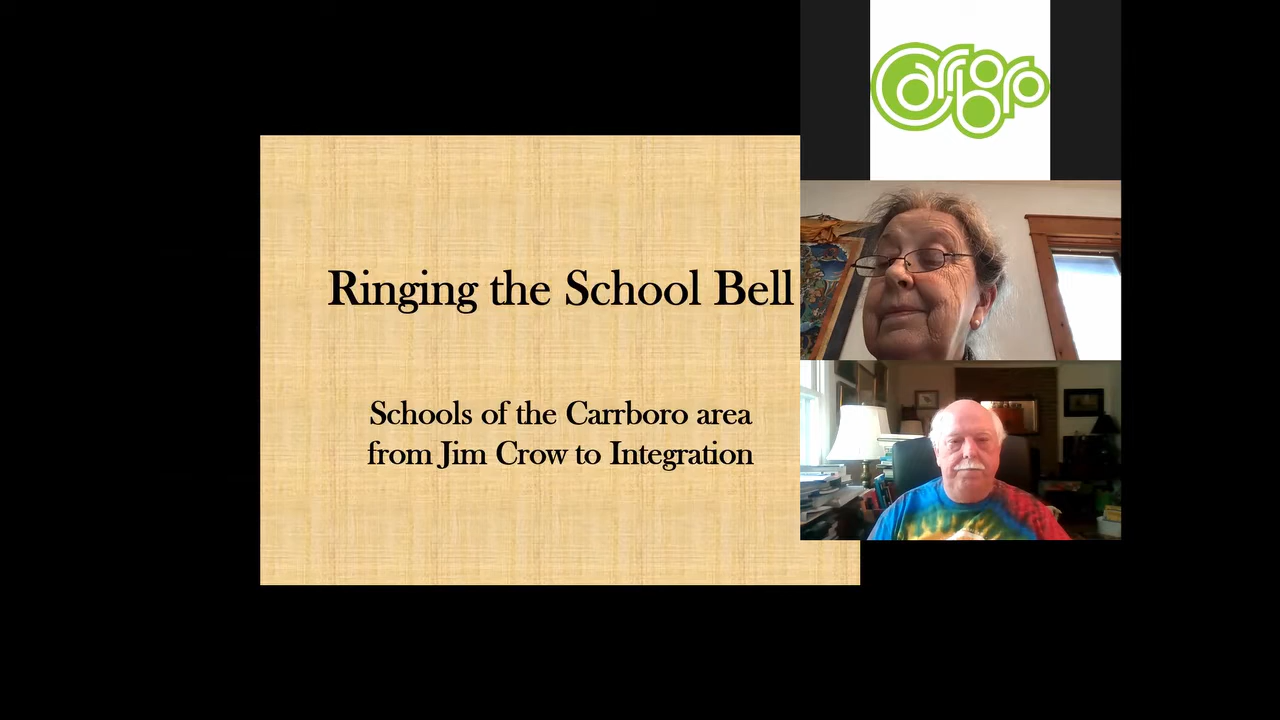 Carrboro
Ringing the School Bell
Schools of the Carrboro area
from Jim Crow to Integration